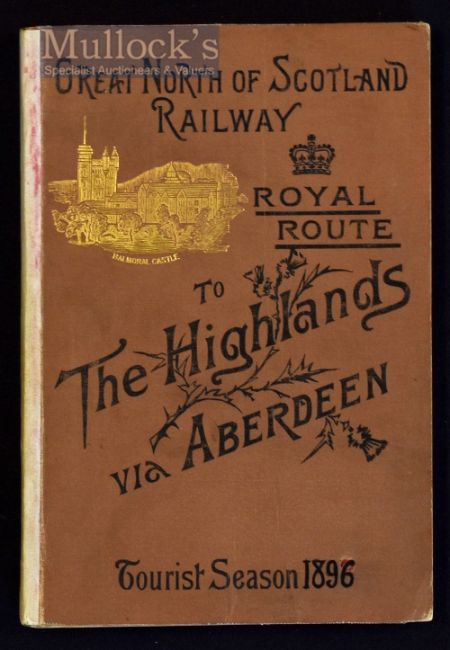 Mullock's
Specialist Auctioneers & Valuers
GREAT NORTH OF SCOTLAND
RAILWAY
ROYAL
ROUTE
BALMORAL CASTLE
TO
The Highlands
VIA ABERDEEN
Tourist Season 1896